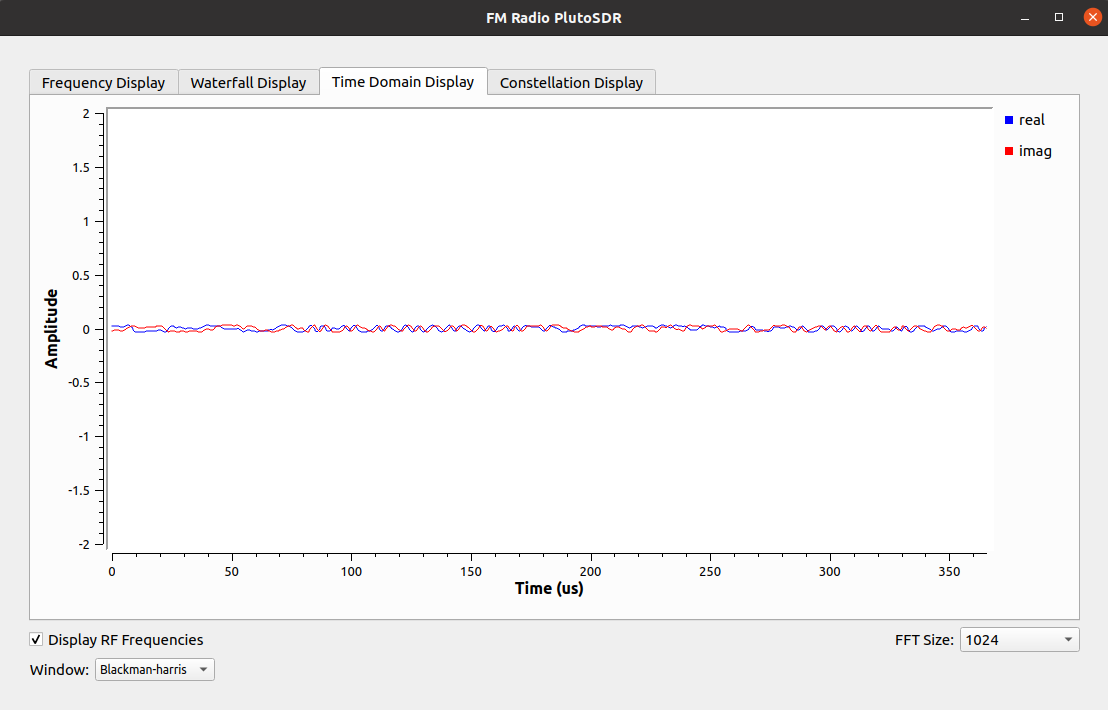 FM Radio PlutoSDR
Frequency Display
Waterfall Display
Time Domain Display
Constellation Display
2
1.5
1
0.5
0
-0.5
-1
-1.5
-2
Amplitude
real
imag
0 50 100 150 200 250 300 350
Time (us)
Display RF Frequencies
FFT Size: 1024
Window: Blackman-harris